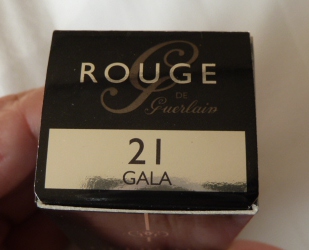 ROUGE
G DE
Guerlain
21
GALA